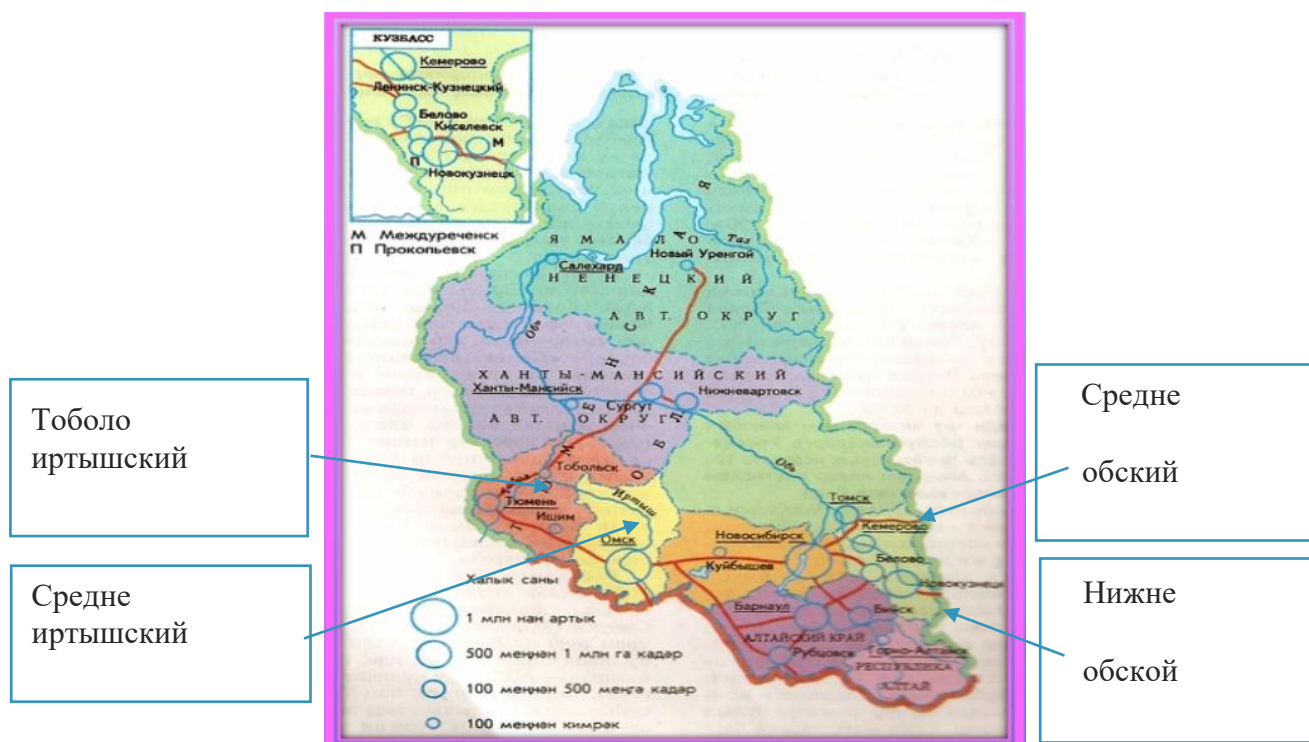 КУЗБАСС
Кемерово
Ленинск-Кузнецкий
Белово
Киселевск
М
П
Новокузнецк
М Междуреченск
П Прокопьевск
Я М А Л О
Таз
Новый Уренгой
Салехард
Н Е Н Е Ц К И Й
А В Т. О К Р У Г
Обь
Х А Н Т Ы - М А Н С И Й С К И Й
Ханты-Мансийск
Нижневартовск
Сургут
А В Т. О К Р У Г
Т Ю М Е Н С К А Я О Б Л.
Тоболо
иртышский
Средне
обский
Обь
Тобольск
Тюмень
Иртыш
Ишим
Томск
Кемерово
Омск
Новосибирск
Куйбышев
Белово
Новокузнецк
Средне
иртышский
Нижне
обской
Барнаул
Бийск
АЛТАЙСКИЙ КРАЙ
Рубцовск
Горно-Алтайск
РЕСПУБЛИКА
АЛТАЙ
Халык саны
1 млн нан артык
500 меңнән 1 млн га кадәр
100 меңнән 500 меңгә кадәр
100 меңнән кимрәк